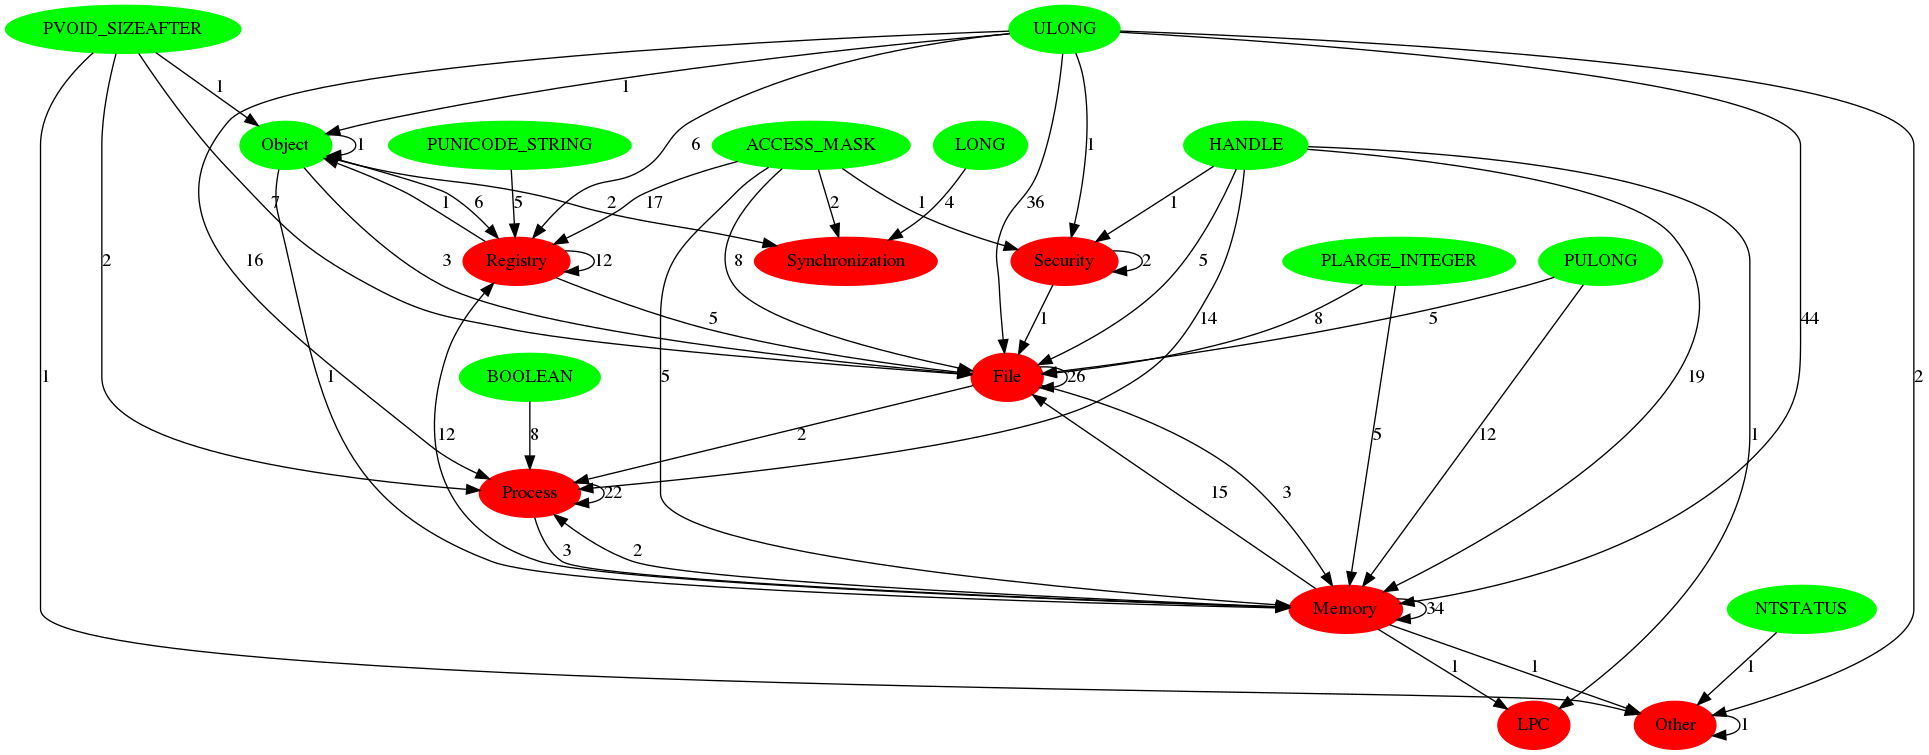 PVOID_SIZEAFTER
ULONG
1
1
Object
1
PUNICODE_STRING
ACCESS_MASK
LONG
HANDLE
6
1
7
1
6
5
2
17
2
1
4
36
1
2
16
3
Registry
12
Synchronization
8
Security
2
5
PLARGE_INTEGER
PULONG
5
1
14
8
5
44
1
1
BOOLEAN
5
File
26
19
2
12
8
2
5
12
1
Process
22
15
3
3
2
Memory
34
NTSTATUS
1
1
1
LPC
Other
1